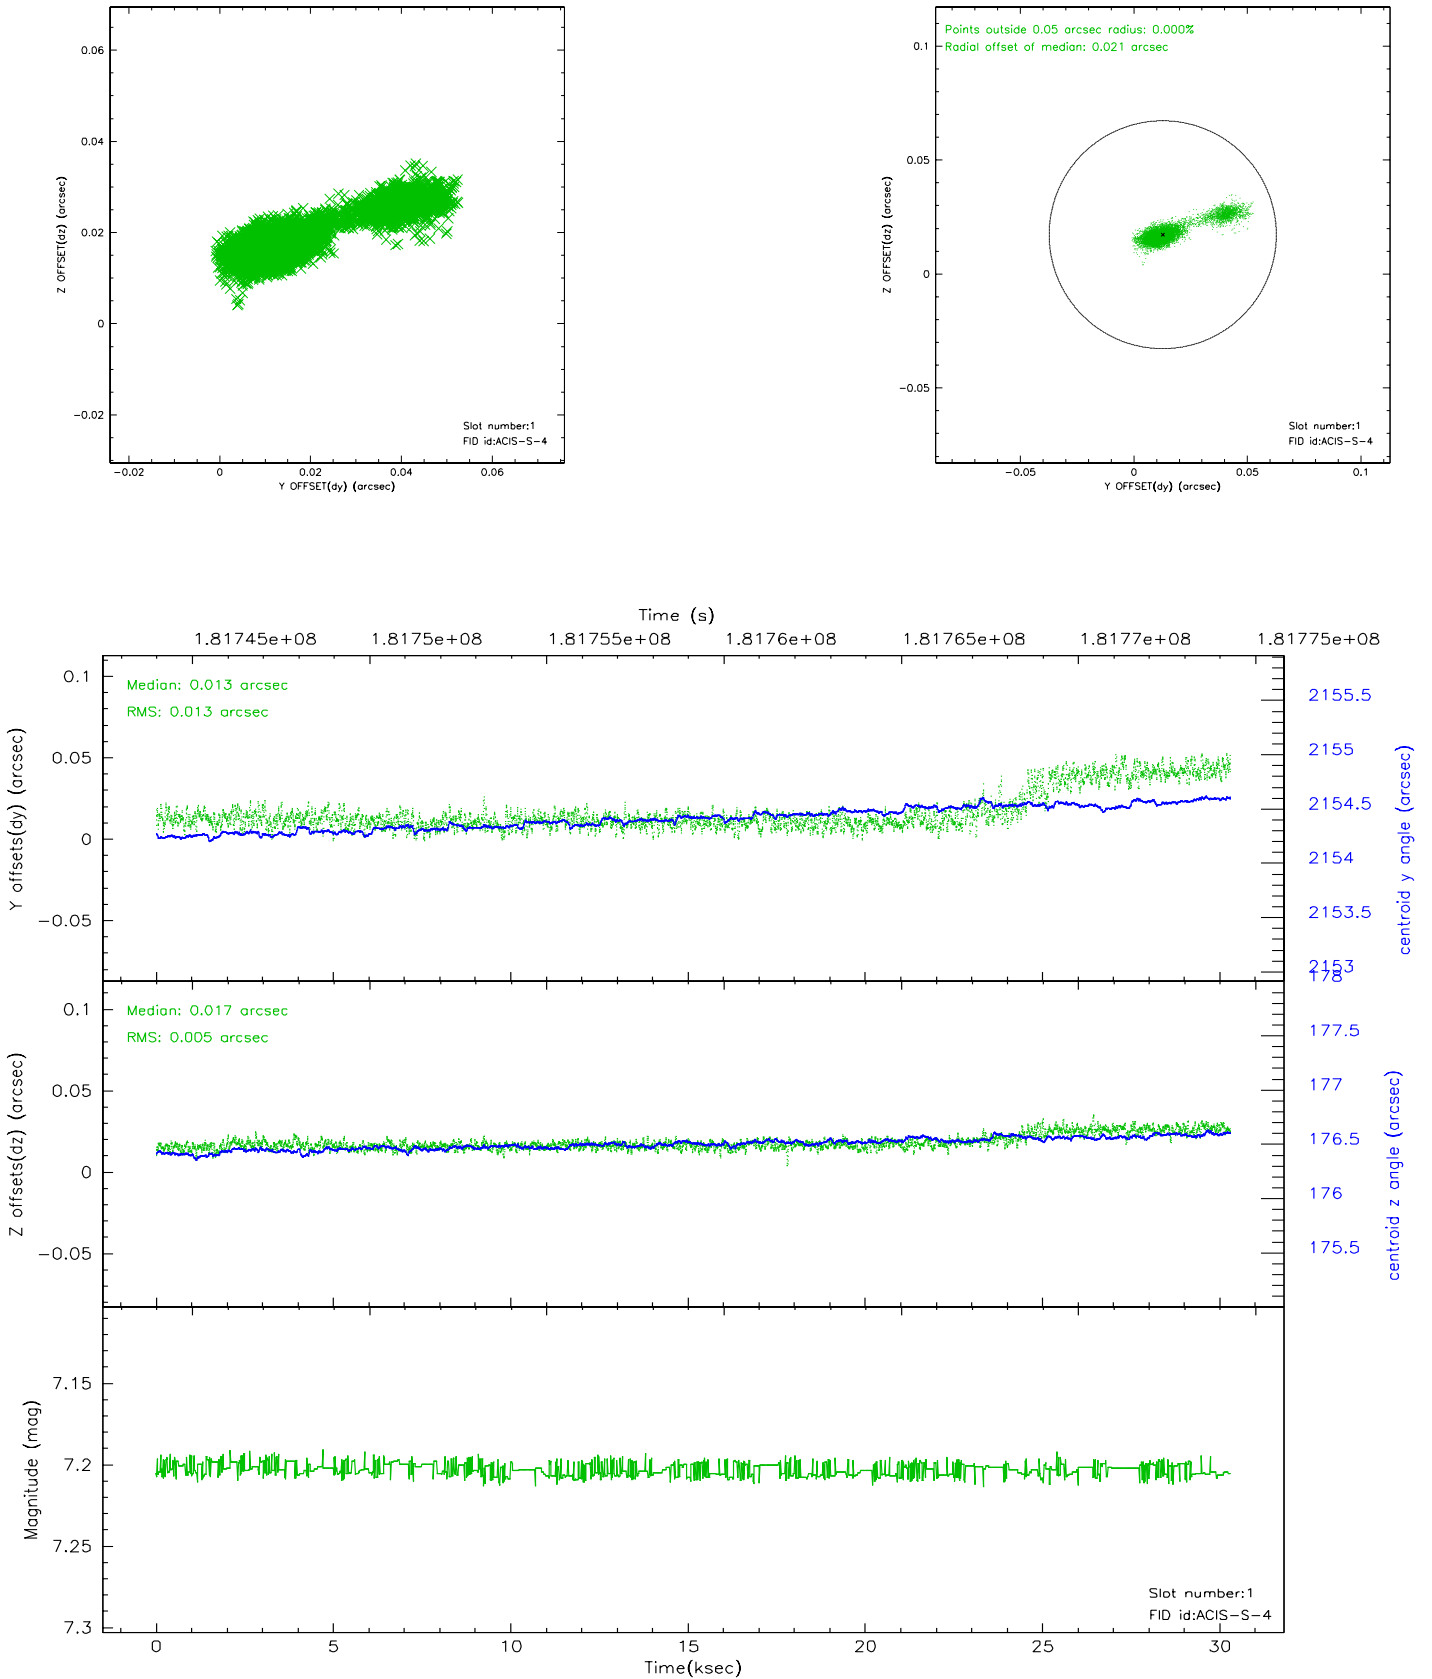 0.06
0.04
0.02
0
−0.02
Z OFFSET(dz) (arcsec)
Slot number:1
FID id:ACIS−S−4
−0.02 0 0.02 0.04 0.06
Y OFFSET(dy) (arcsec)
Points outside 0.05 arcsec radius: 0.000%
Radial offset of median: 0.021 arcsec
0.1
0.05
0
−0.05
Z OFFSET(dz) (arcsec)
Slot number:1
FID id:ACIS−S−4
−0.05 0 0.05 0.1
Y OFFSET(dy) (arcsec)
Time (s)
1.81745e+08 1.8175e+08 1.81755e+08 1.8176e+08 1.81765e+08 1.8177e+08 1.81775e+08
Median: 0.013 arcsec
RMS: 0.013 arcsec
0.1
0.05
0
−0.05
Y offsets(dy) (arcsec)
2155.5
2155
2154.5
2154
2153.5
2153
centroid y angle (arcsec)
Median: 0.017 arcsec
RMS: 0.005 arcsec
0.1
0.05
0
−0.05
Z offsets(dz) (arcsec)
178
177.5
177
176.5
176
175.5
centroid z angle (arcsec)
7.15
7.2
7.25
7.3
Magnitude (mag)
Slot number:1
FID id:ACIS−S−4
0 5 10 15 20 25 30
Time(ksec)